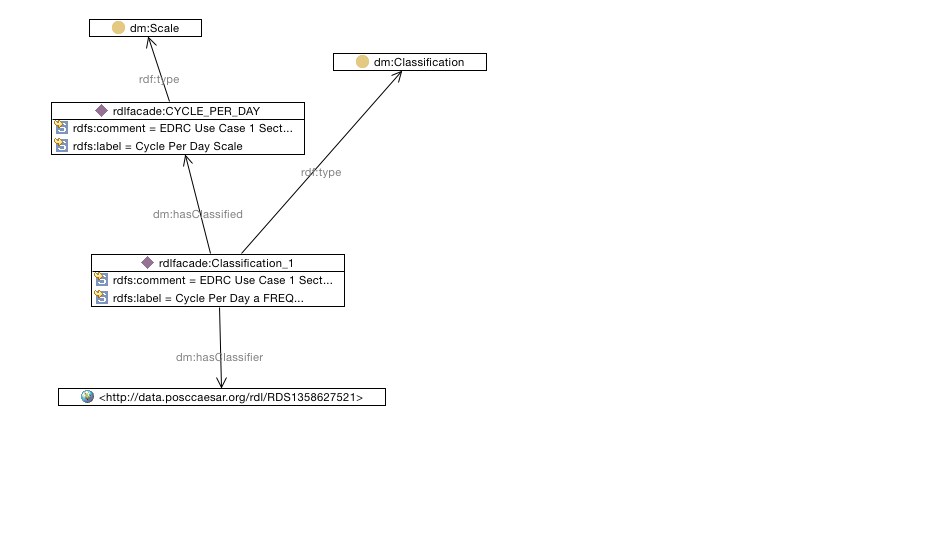 dm:Scale
dm:Classification
rdf:type
rdlfacade:CYCLE_PER_DAY
rdfs:comment = EDRC Use Case 1 Sect...
rdfs:label = Cycle Per Day Scale
rdf:type
dm:hasClassified
rdlfacade:Classification_1
rdfs:comment = EDRC Use Case 1 Sect...
rdfs:label = Cycle Per Day a FREQ...
dm:hasClassifier
<http://data.posccaesar.org/rdl/RDS1358627521>